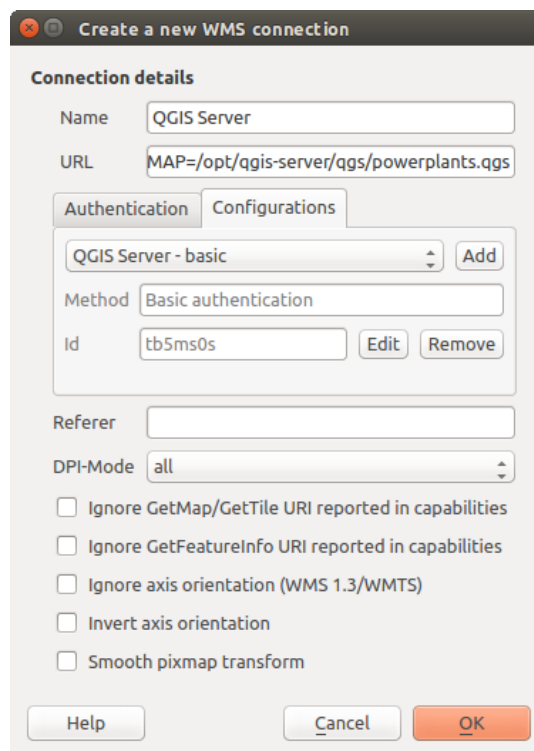 Create a new WMS connection
Connection details
Name QGIS Server
URL MAP=/opt/qgis-server/qgs/powerplants.qgs
Authentication Configurations
QGIS Server - basic Add
Method Basic authentication
Id tb5ms0s Edit Remove
Referer
DPI-Mode all
Ignore GetMap/GetTile URI reported in capabilities
Ignore GetFeatureInfo URI reported in capabilities
Ignore axis orientation (WMS 1.3/WMTS)
Invert axis orientation
Smooth pixmap transform
Help Cancel OK